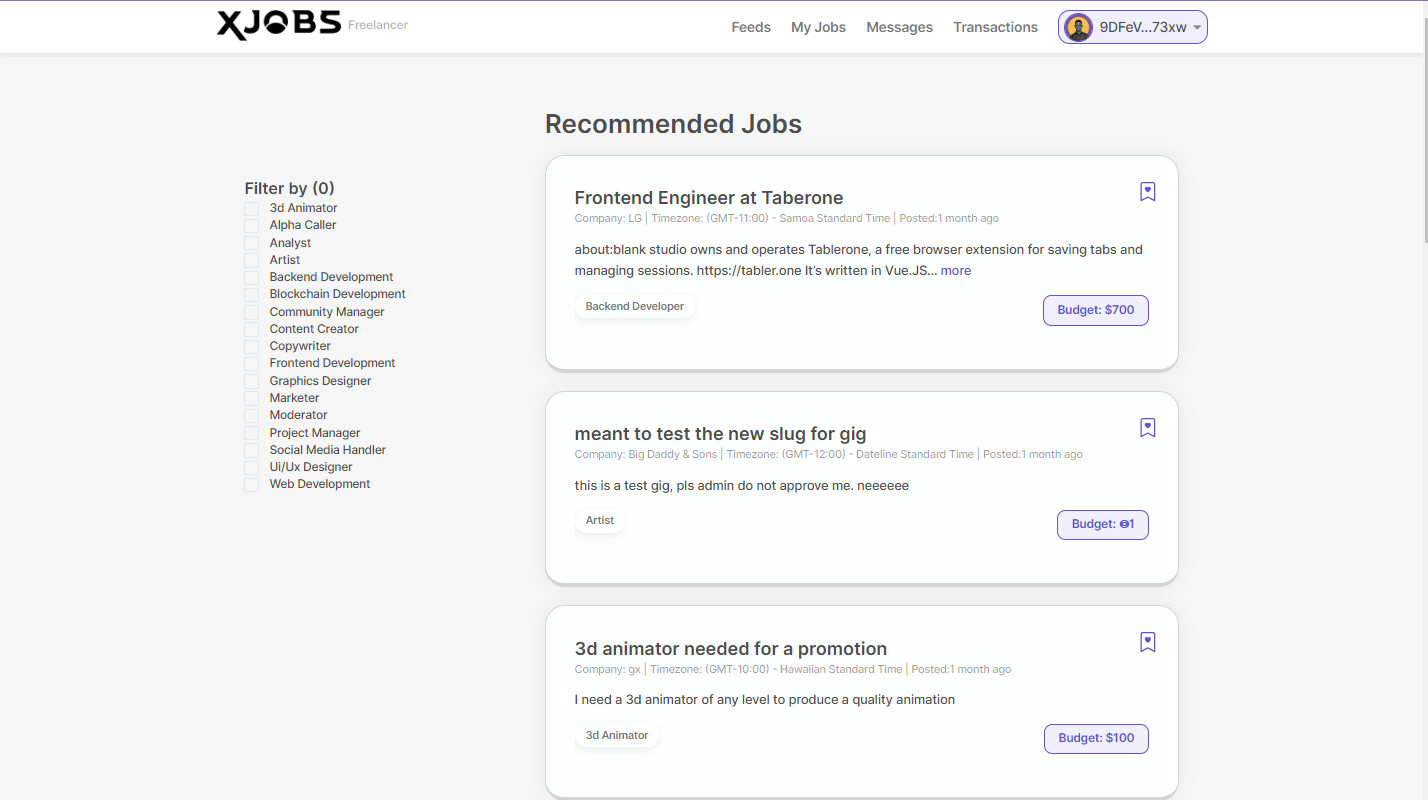 XJOBS Freelancer
Feeds My Jobs Messages Transactions 9DFeV...73xw
Recommended Jobs
Filter by (0)
3d Animator
Alpha Caller
Analyst
Artist
Backend Development
Blockchain Development
Community Manager
Content Creator
Copywriter
Frontend Development
Graphics Designer
Marketer
Moderator
Project Manager
Social Media Handler
Ui/Ux Designer
Web Development
Frontend Engineer at Taberone
Company: LG | Timezone: (GMT-11:00) - Samoa Standard Time | Posted:1 month ago
about:blank studio owns and operates Tablerone, a free browser extension for saving tabs and
managing sessions. https://tabler.one It’s written in Vue.JS... more
Backend Developer
Budget: $700
meant to test the new slug for gig
Company: Big Daddy & Sons | Timezone: (GMT-12:00) - Dateline Standard Time | Posted:1 month ago
this is a test gig, pls admin do not approve me. neeeeee
Artist
Budget: 1
3d animator needed for a promotion
Company: gx | Timezone: (GMT-10:00) - Hawaiian Standard Time | Posted:1 month ago
I need a 3d animator of any level to produce a quality animation
3d Animator
Budget: $100